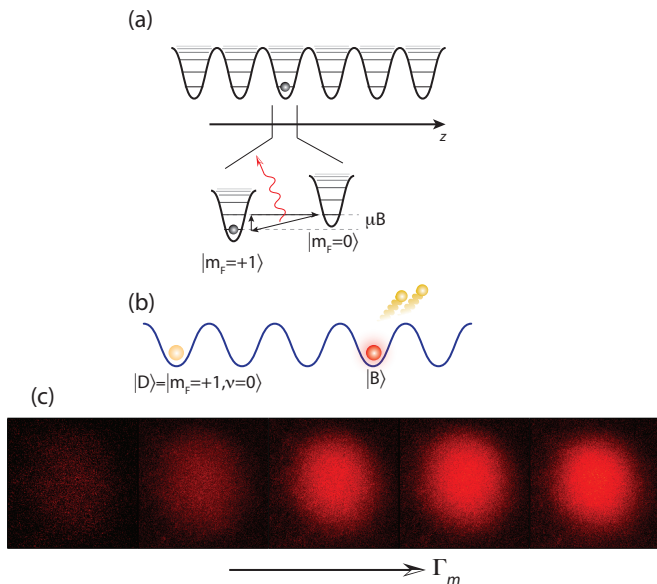 (a)
z
μB
|m_F=+1⟩
|m_F=0⟩
(b)
|D⟩=|m_F=+1,ν=0⟩
|B⟩
(c)
Γ_m